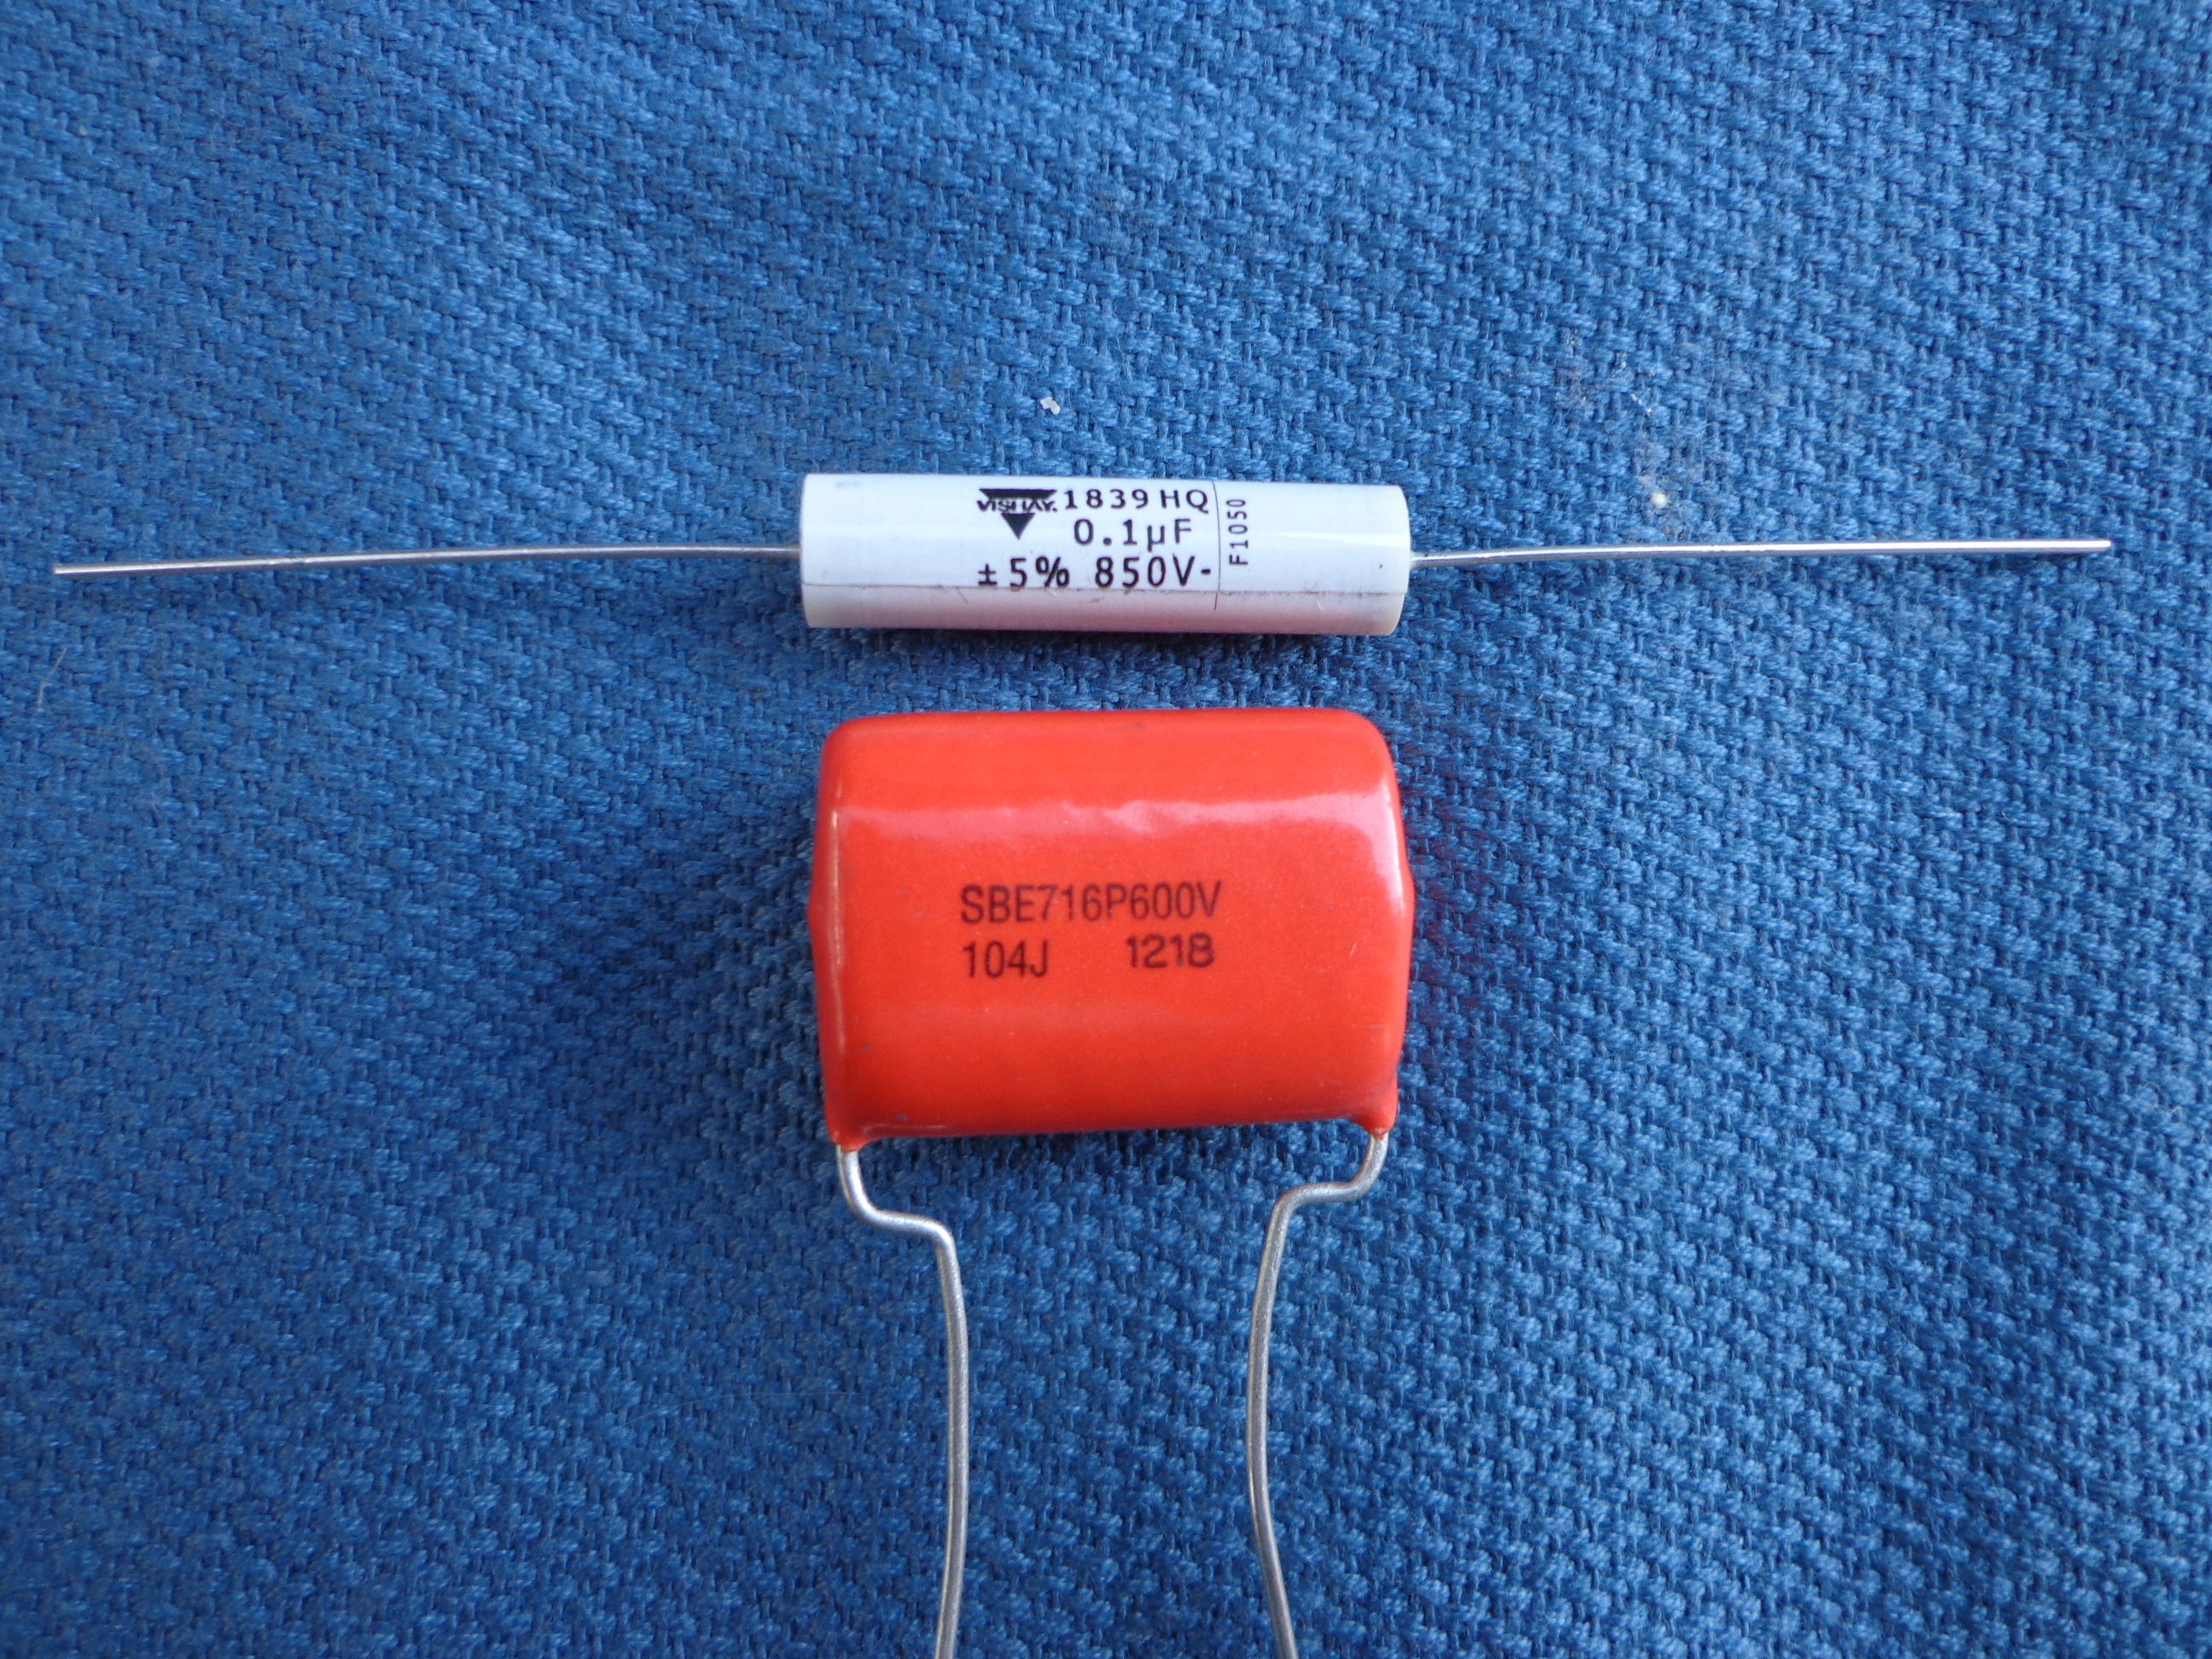 VISHAY. 1839 HQ
0.1µF
±5% 850V-
F1050
SBE716P600V
104J 1218